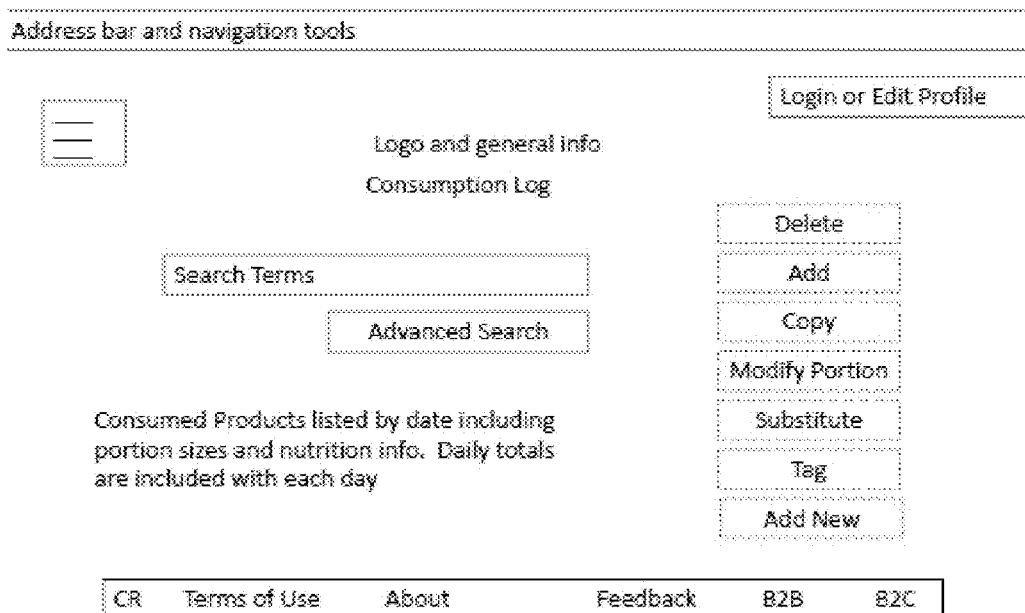 Address bar and navigation tools
Login or Edit Profile
Logo and general info
Consumption Log
Delete
Search Terms
Add
Copy
Advanced Search
Modify Portion
Consumed Products listed by date including
portion sizes and nutrition info. Daily totals
are included with each day
Substitute
Tag
Add New
CR Terms of Use About Feedback B2B B2C